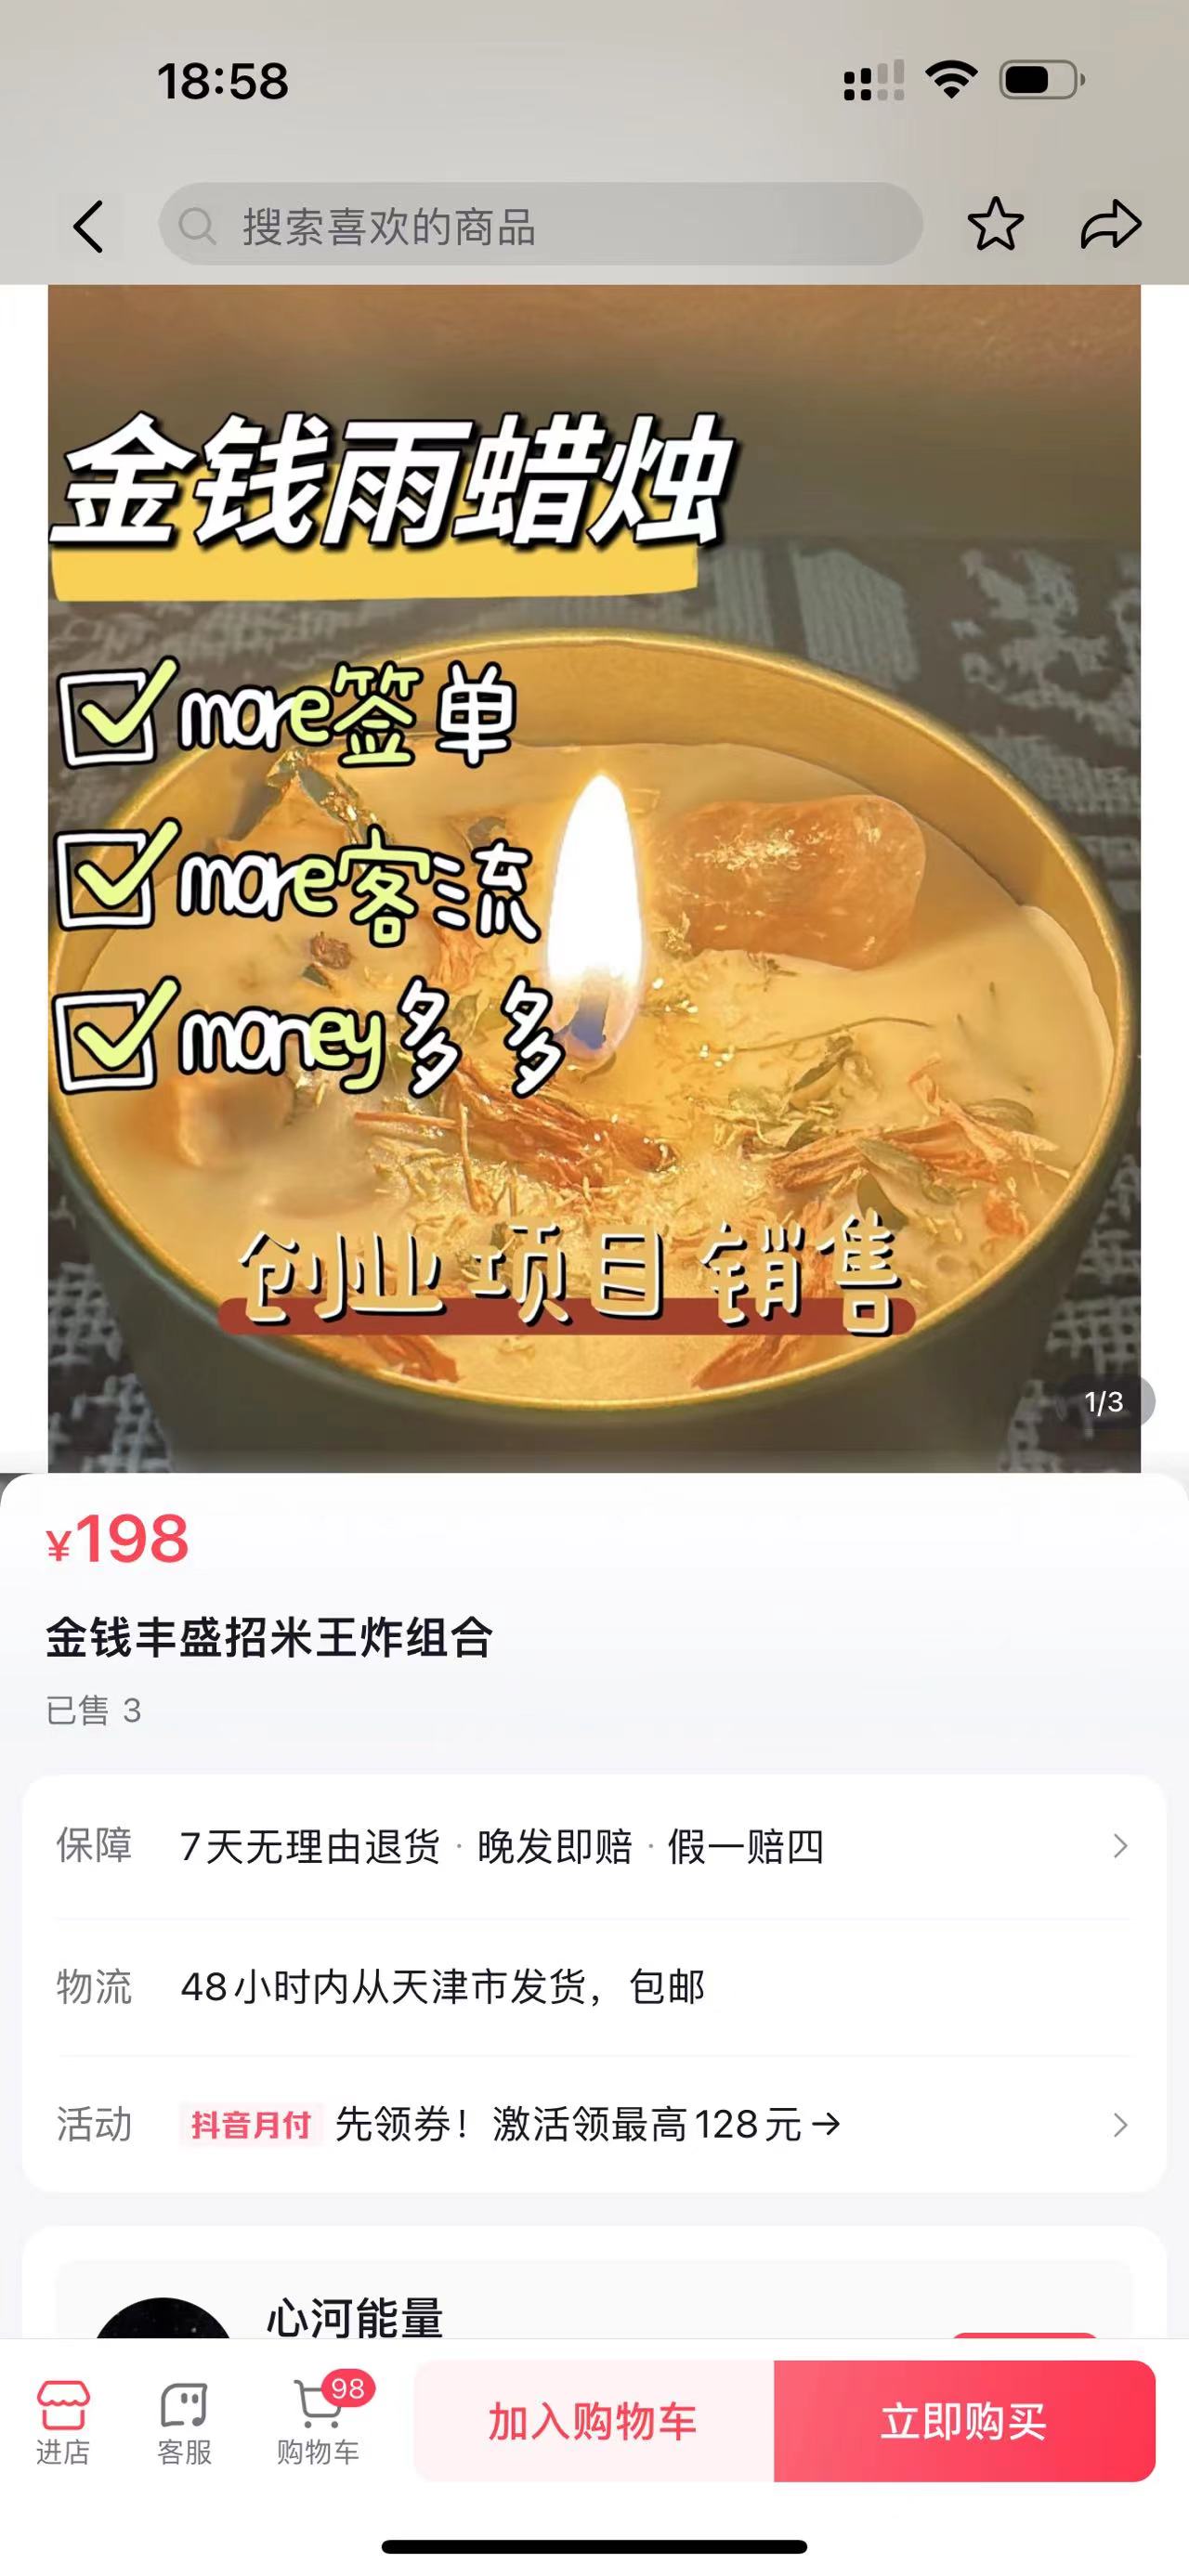 18:58
搜索喜欢的商品
金钱雨蜡烛
more签单
more客流
money多多
创业项目销售
1/3
¥198
金钱丰盛招米王炸组合
已售 3
保障 7天无理由退货 · 晚发即赔 · 假一赔四
物流 48小时内从天津市发货，包邮
活动 抖音月付 先领券！激活领最高128元→
心河能量
98
进店 客服 购物车 加入购物车 立即购买